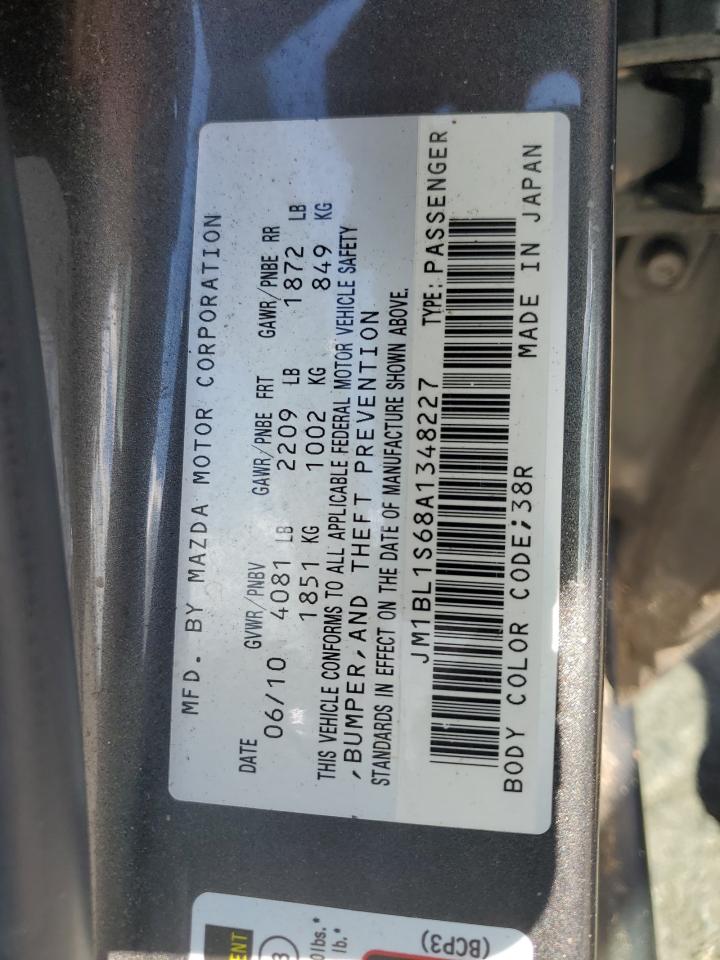 MFD. BY MAZDA MOTOR CORPORATION
DATE GVWR/PNBV GAWR/PNBE FRT GAWR/PNBE RR
06/10 4081 LB 2209 LB 1872 LB
1851 KG 1002 KG 849 KG
THIS VEHICLE CONFORMS TO ALL APPLICABLE FEDERAL MOTOR VEHICLE SAFETY
,BUMPER,AND THEFT PREVENTION
STANDARDS IN EFFECT ON THE DATE OF MANUFACTURE SHOWN ABOVE.
JM1BL1S68A1348227 TYPE: PASSENGER
BODY COLOR CODE;38R MADE IN JAPAN
lb.*
(BCP3)